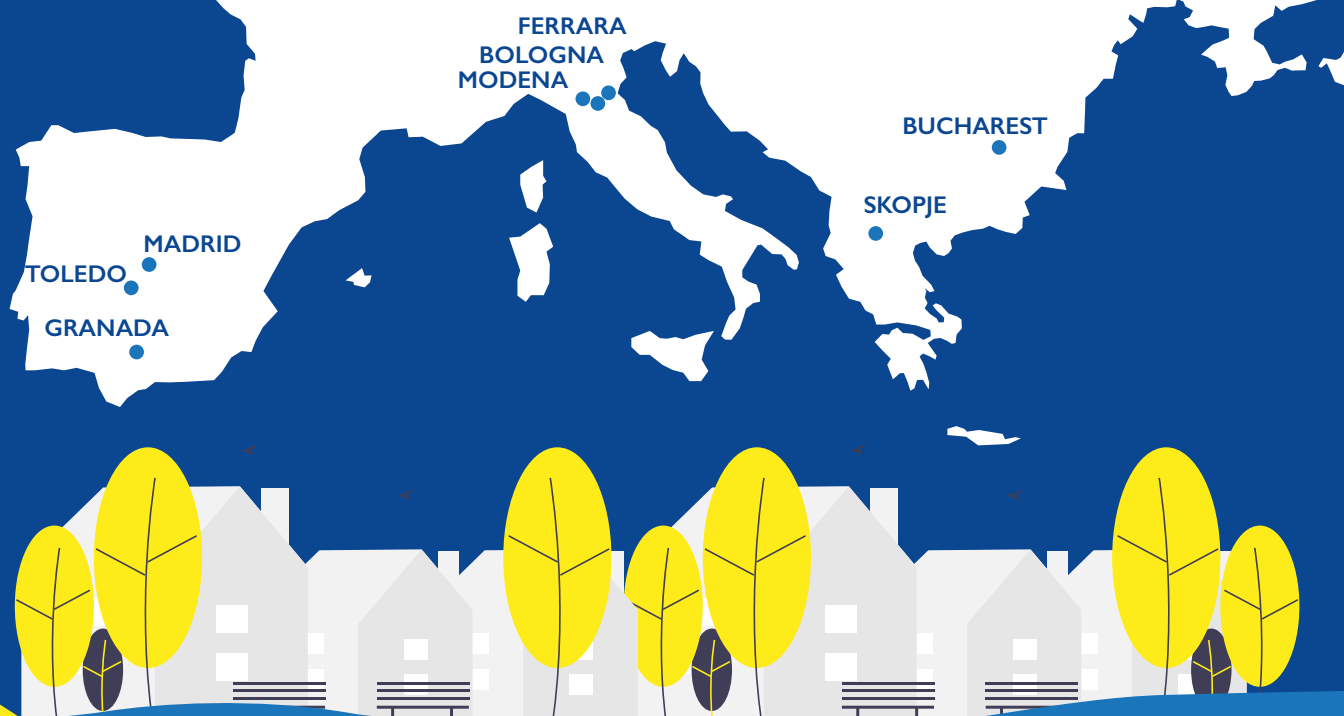 FERRARA
BOLOGNA
MODENA
BUCHAREST
SKOPJE
MADRID
TOLEDO
GRANADA